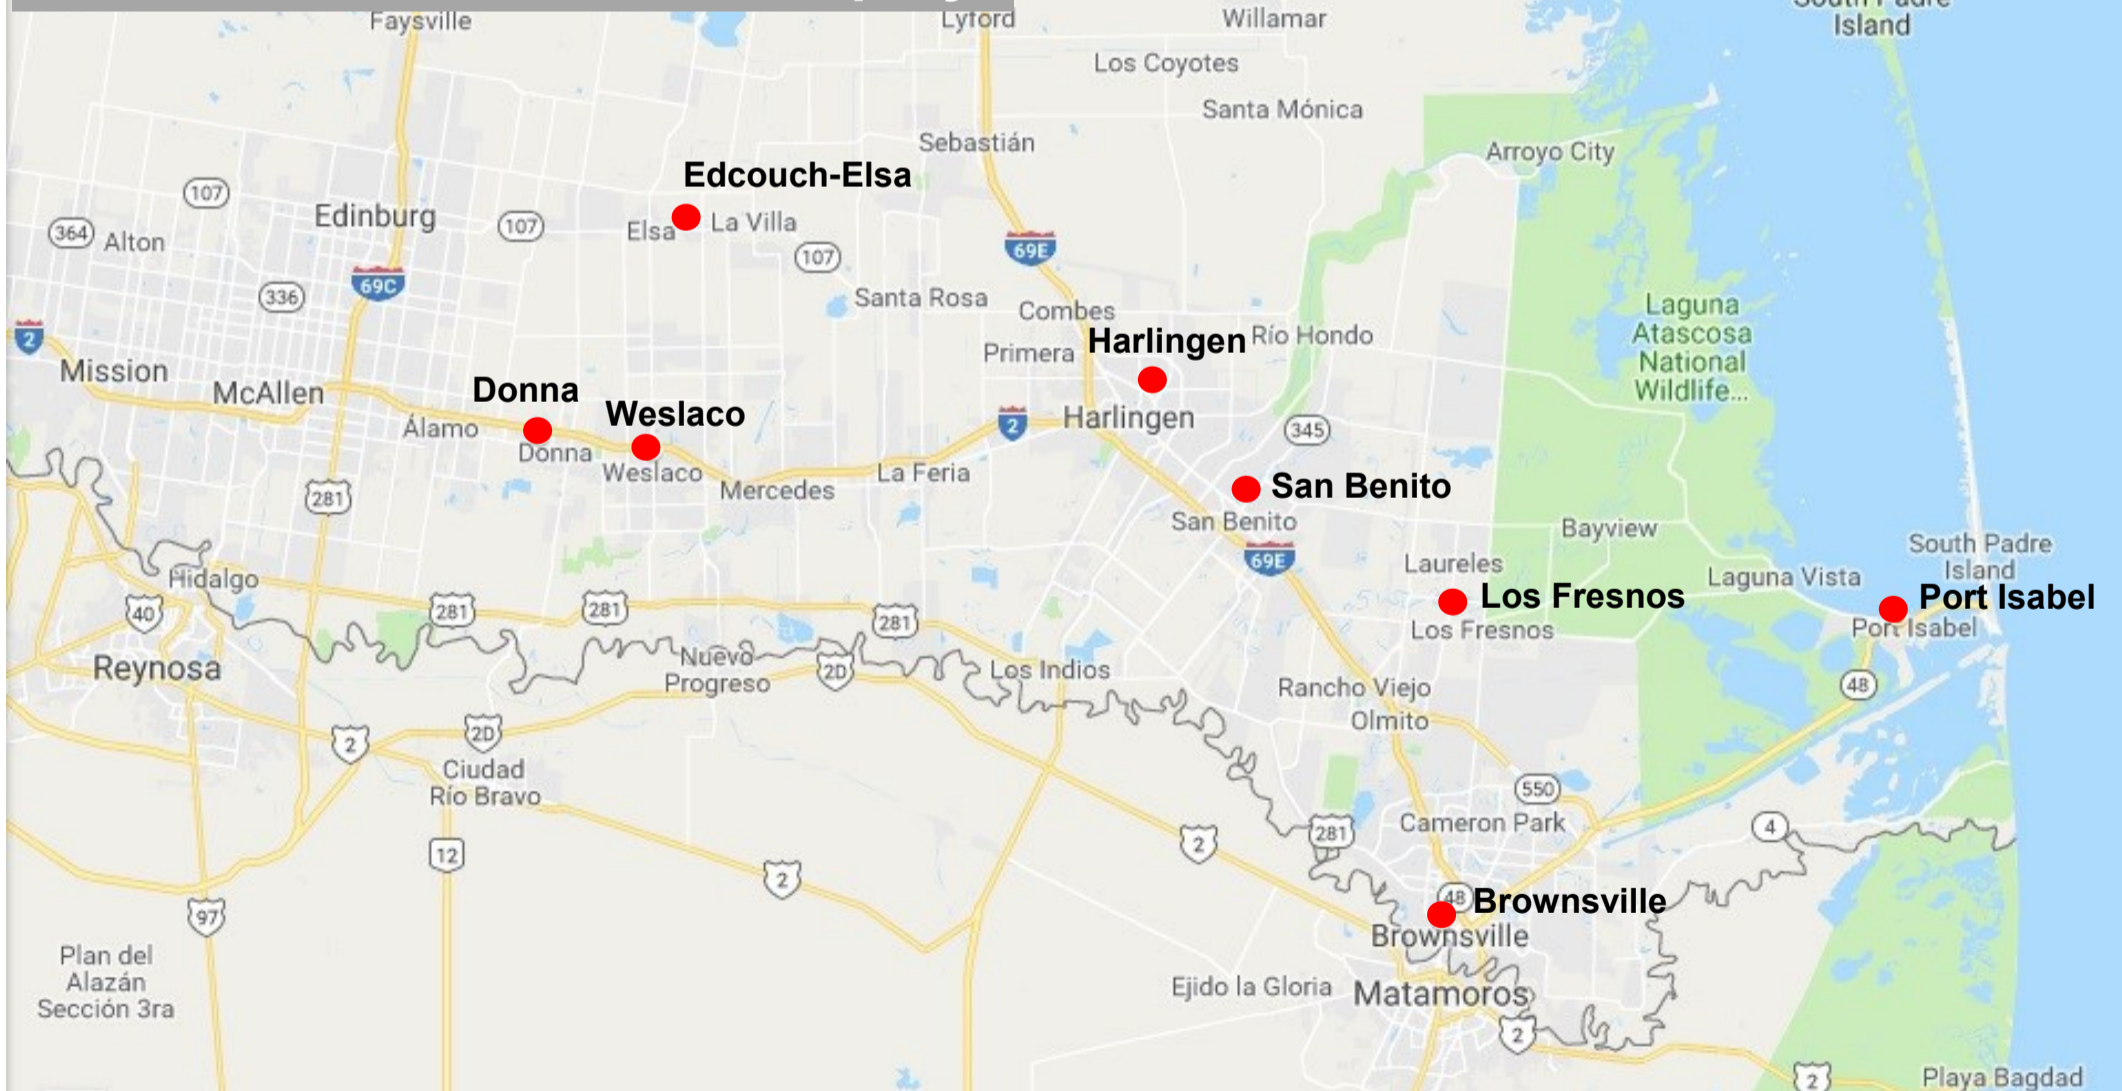 Faysville
Lyford
Willamar
South Padre
Island
Los Coyotes
Santa Mónica
Sebastián
Arroyo City
Edcouch-Elsa
107
Edinburg
107
Elsa
La Villa
364
Alton
69E
107
69C
336
Santa Rosa
Combes
Laguna
Atascosa
National
Wildlife...
2
Primera
Harlingen
Río Hondo
Mission
McAllen
Donna
Weslaco
Álamo
Donna
2
Harlingen
345
Weslaco
Mercedes
La Feria
San Benito
281
San Benito
Bayview
69E
Laureles
South Padre
Island
Hidalgo
Laguna Vista
Los Fresnos
Port Isabel
40
281
281
281
Los Fresnos
Port Isabel
Reynosa
Nuevo
Progreso
2D
Los Indios
Rancho Viejo
48
Olmito
2
2D
Ciudad
Río Bravo
550
Cameron Park
281
4
12
2
2
48
Brownsville
97
Brownsville
Plan del
Alazán
Sección 3ra
Ejido la Gloria
Matamoros
2
2
Playa Bagdad